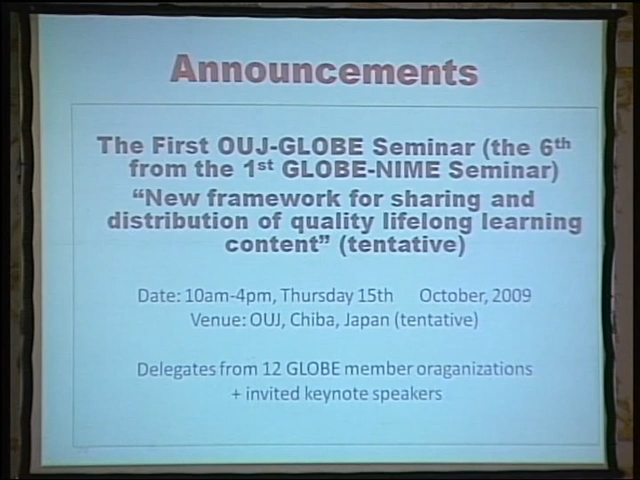 Announcements
The First OUJ-GLOBE Seminar (the 6th
from the 1st GLOBE-NIME Seminar)
“New framework for sharing and
distribution of quality lifelong learning
content” (tentative)
Date: 10am-4pm, Thursday 15th October, 2009
Venue: OUJ, Chiba, Japan (tentative)
Delegates from 12 GLOBE member oraganizations
+ invited keynote speakers